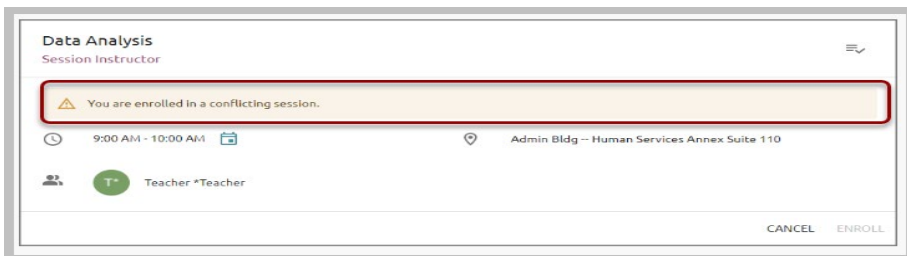 Data Analysis
Session Instructor
You are enrolled in a conflicting session.
9:00 AM - 10:00 AM
Admin Bldg -- Human Services Annex Suite 110
T*
Teacher *Teacher
CANCEL ENROLL